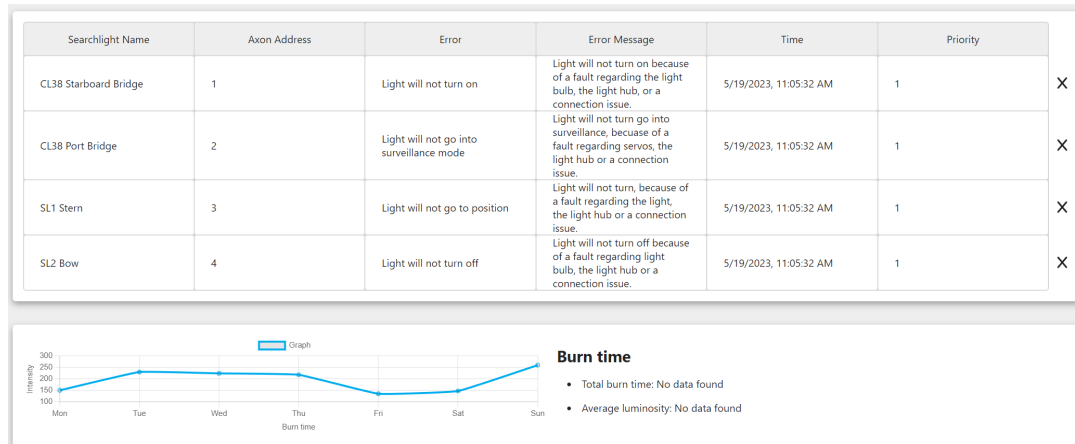 Searchlight Name Axon Address Error Error Message Time Priority
CL38 Starboard Bridge 1 Light will not turn on Light will not turn on because
of a fault regarding the light
bulb, the light hub, or a
connection issue. 5/19/2023, 11:05:32 AM 1 X
CL38 Port Bridge 2 Light will not go into
surveillance mode Light will not turn go into
surveillance, becuase of a
fault regarding servos, the
light hub or a connection
issue. 5/19/2023, 11:05:32 AM 1 X
SL1 Stern 3 Light will not go to position Light will not turn, because of
a fault regarding the light,
the light hub or a connection
issue. 5/19/2023, 11:05:32 AM 1 X
SL2 Bow 4 Light will not turn off Light will not turn off because
of a fault regarding light
bulb, the light hub or a
connection issue. 5/19/2023, 11:05:32 AM 1 X
Graph
300
250
200
150
100
Intensity
Mon Tue Wed Thu Fri Sat Sun
Burn time
Burn time
• Total burn time: No data found
• Average luminosity: No data found